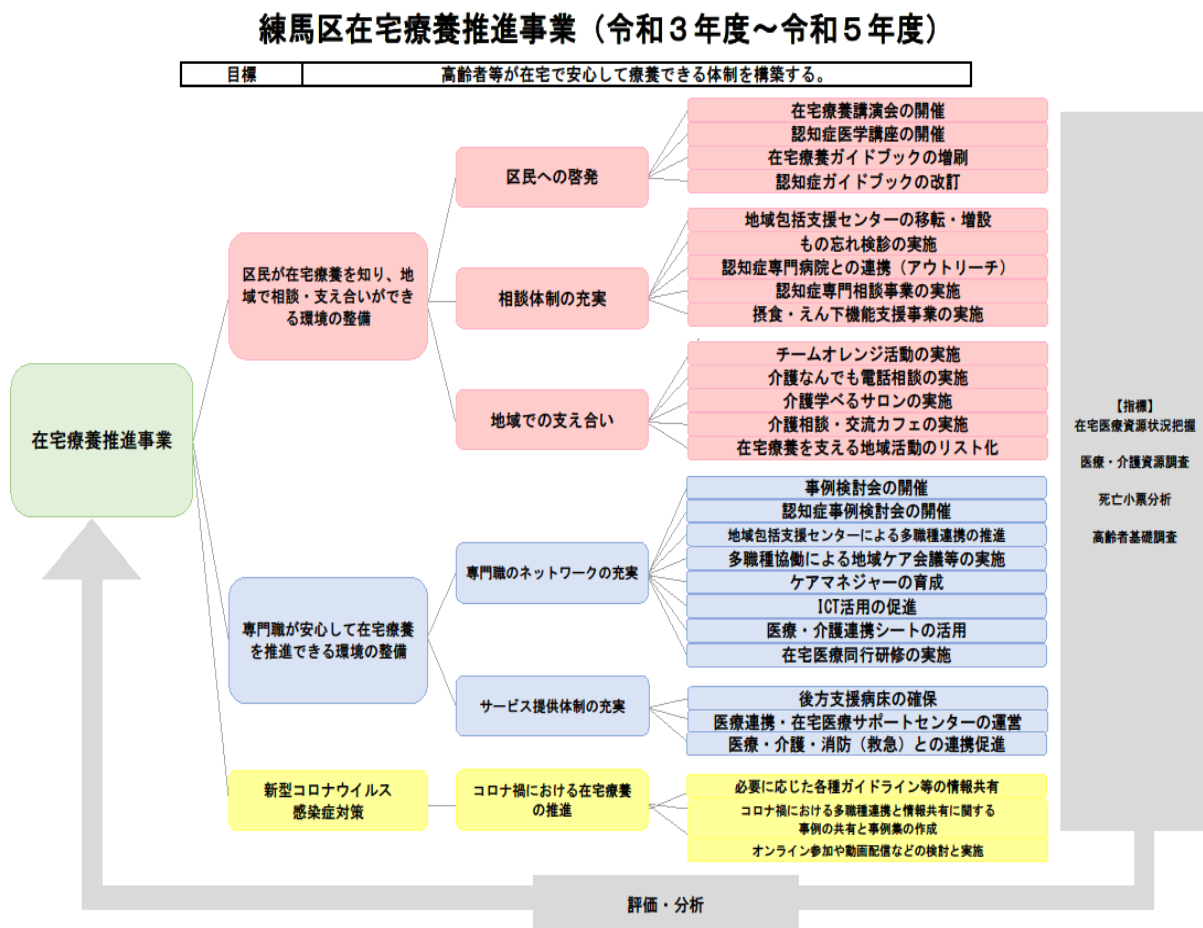 練馬区在宅療養推進事業（令和３年度～令和５年度）
目標
高齢者等が在宅で安心して療養できる体制を構築する。
在宅療養推進事業
区民が在宅療養を知り、地
域で相談・支え合いができ
る環境の整備
区民への啓発
在宅療養講演会の開催
認知症医学講座の開催
在宅療養ガイドブックの増刷
認知症ガイドブックの改訂
相談体制の充実
地域包括支援センターの移転・増設
もの忘れ検診の実施
認知症専門病院との連携（アウトリーチ）
認知症専門相談事業の実施
摂食・えん下機能支援事業の実施
地域での支え合い
チームオレンジ活動の実施
介護なんでも電話相談の実施
介護学べるサロンの実施
介護相談・交流カフェの実施
在宅療養を支える地域活動のリスト化
専門職が安心して在宅療養
を推進できる環境の整備
専門職のネットワークの充実
事例検討会の開催
認知症事例検討会の開催
地域包括支援センターによる多職種連携の推進
多職種協働による地域ケア会議等の実施
ケアマネジャーの育成
ICT活用の促進
医療・介護連携シートの活用
在宅医療同行研修の実施
サービス提供体制の充実
後方支援病床の確保
医療連携・在宅医療サポートセンターの運営
医療・介護・消防（救急）との連携促進
新型コロナウイルス
感染症対策
コロナ禍における在宅療養
の推進
必要に応じた各種ガイドライン等の情報共有
コロナ禍における多職種連携と情報共有に関する
事例の共有と事例集の作成
オンライン参加や動画配信などの検討と実施
【指標】
在宅医療資源状況把握
医療・介護資源調査
死亡小票分析
高齢者基礎調査
評価・分析